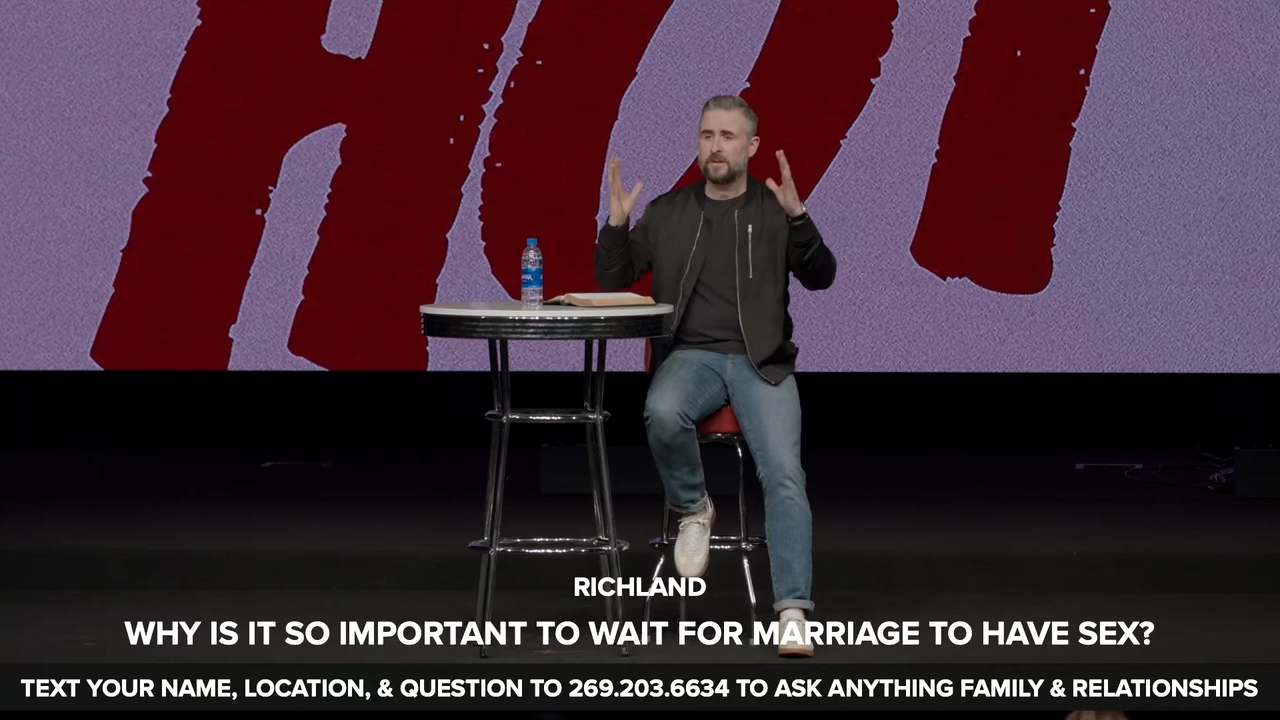 RICHLAND
WHY IS IT SO IMPORTANT TO WAIT FOR MARRIAGE TO HAVE SEX?
TEXT YOUR NAME, LOCATION, & QUESTION TO 269.203.6634 TO ASK ANYTHING FAMILY & RELATIONSHIPS